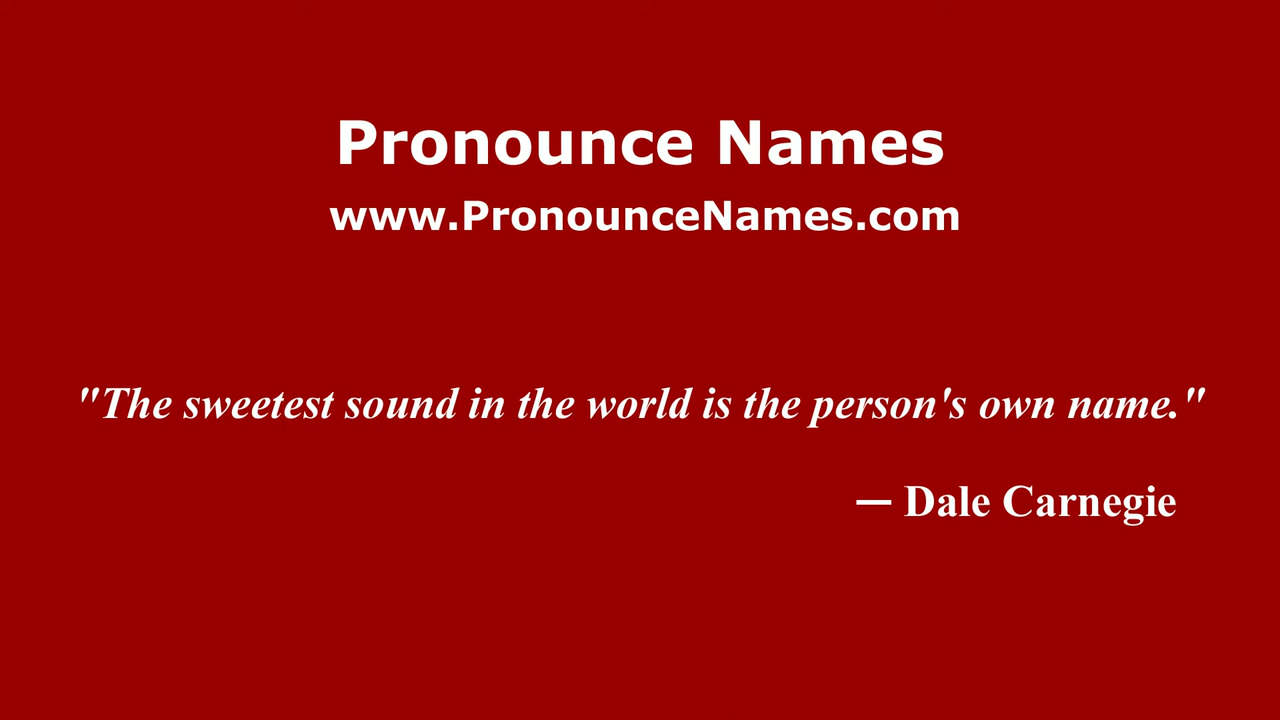 Pronounce Names
www.PronounceNames.com
"The sweetest sound in the world is the person's own name."
— Dale Carnegie